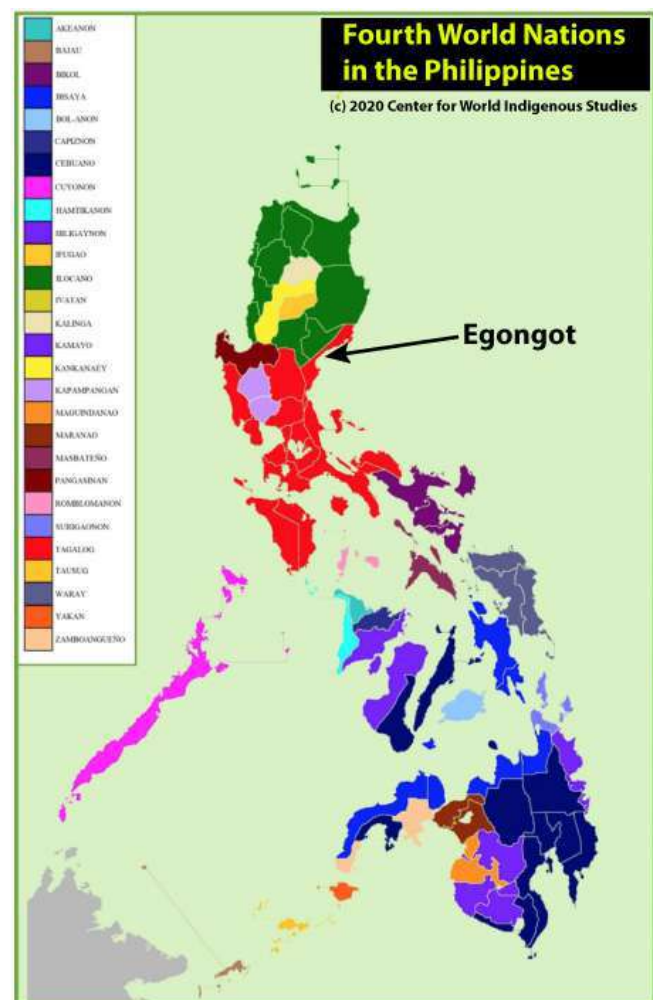 Fourth World Nations
in the Philippines
(c) 2020 Center for World Indigenous Studies
AKEANON
BAJAU
BIKOL
BISAYA
BOL-ANON
CAPIZNON
CEBUANO
CUYONON
HAMTIKANON
HILIGAYNON
IFUGAO
ILOCANO
IVATAN
KALINGA
KAMAYO
KANKANAEY
KAPAMPANGAN
MAGUINDANAO
MARANAO
MASBATEÑO
PANGASINAN
ROMBLOMANON
SURIGAONON
TAGALOG
TAUSUG
WARAY
YAKAN
ZAMBOANGUEÑO
Egongot